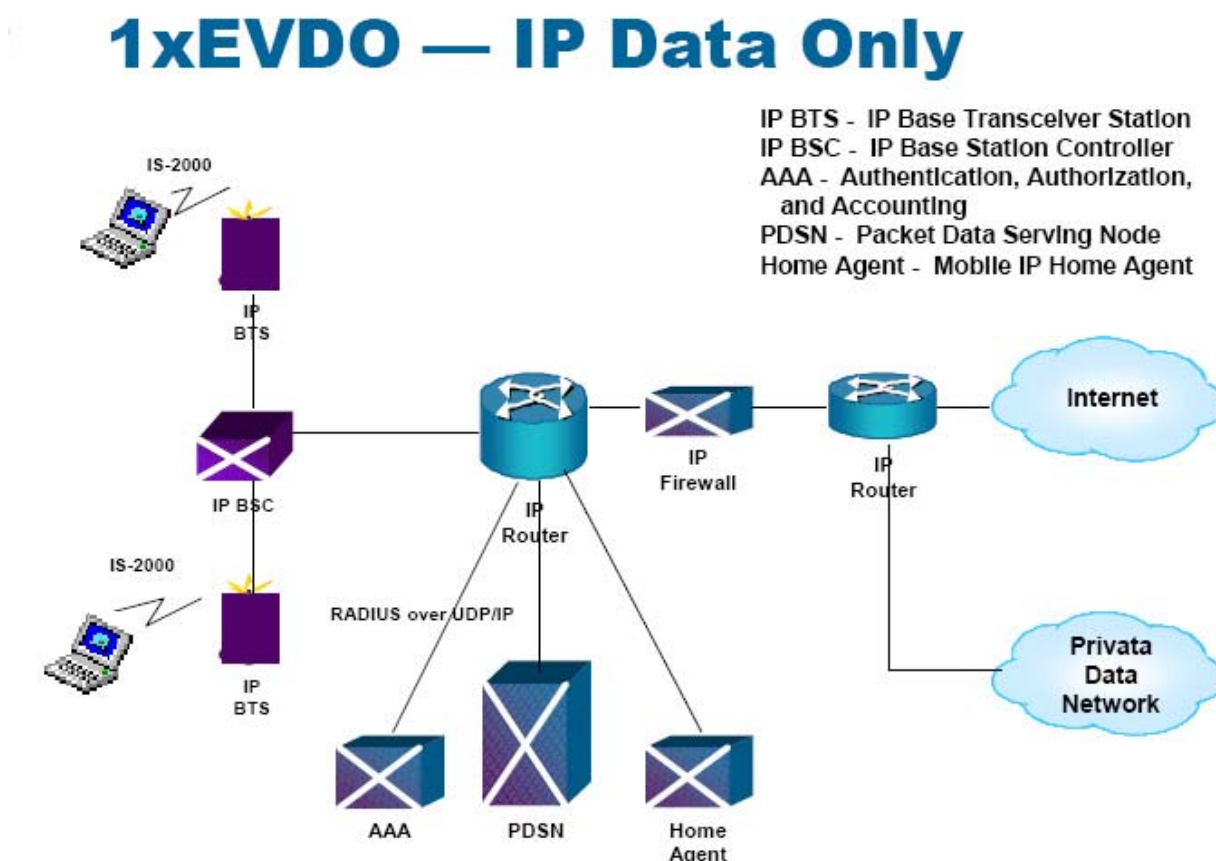 1xEVDO — IP Data Only
IP BTS - IP Base Transceiver Station
IP BSC - IP Base Station Controller
AAA - Authentication, Authorization,
and Accounting
PDSN - Packet Data Serving Node
Home Agent - Mobile IP Home Agent
IS-2000
IP
BTS
IP BSC
IS-2000
IP
BTS
IP
Router
IP
Firewall
IP
Router
Internet
Privata
Data
Network
RADIUS over UDP/IP
AAA
PDSN
Home
Agent